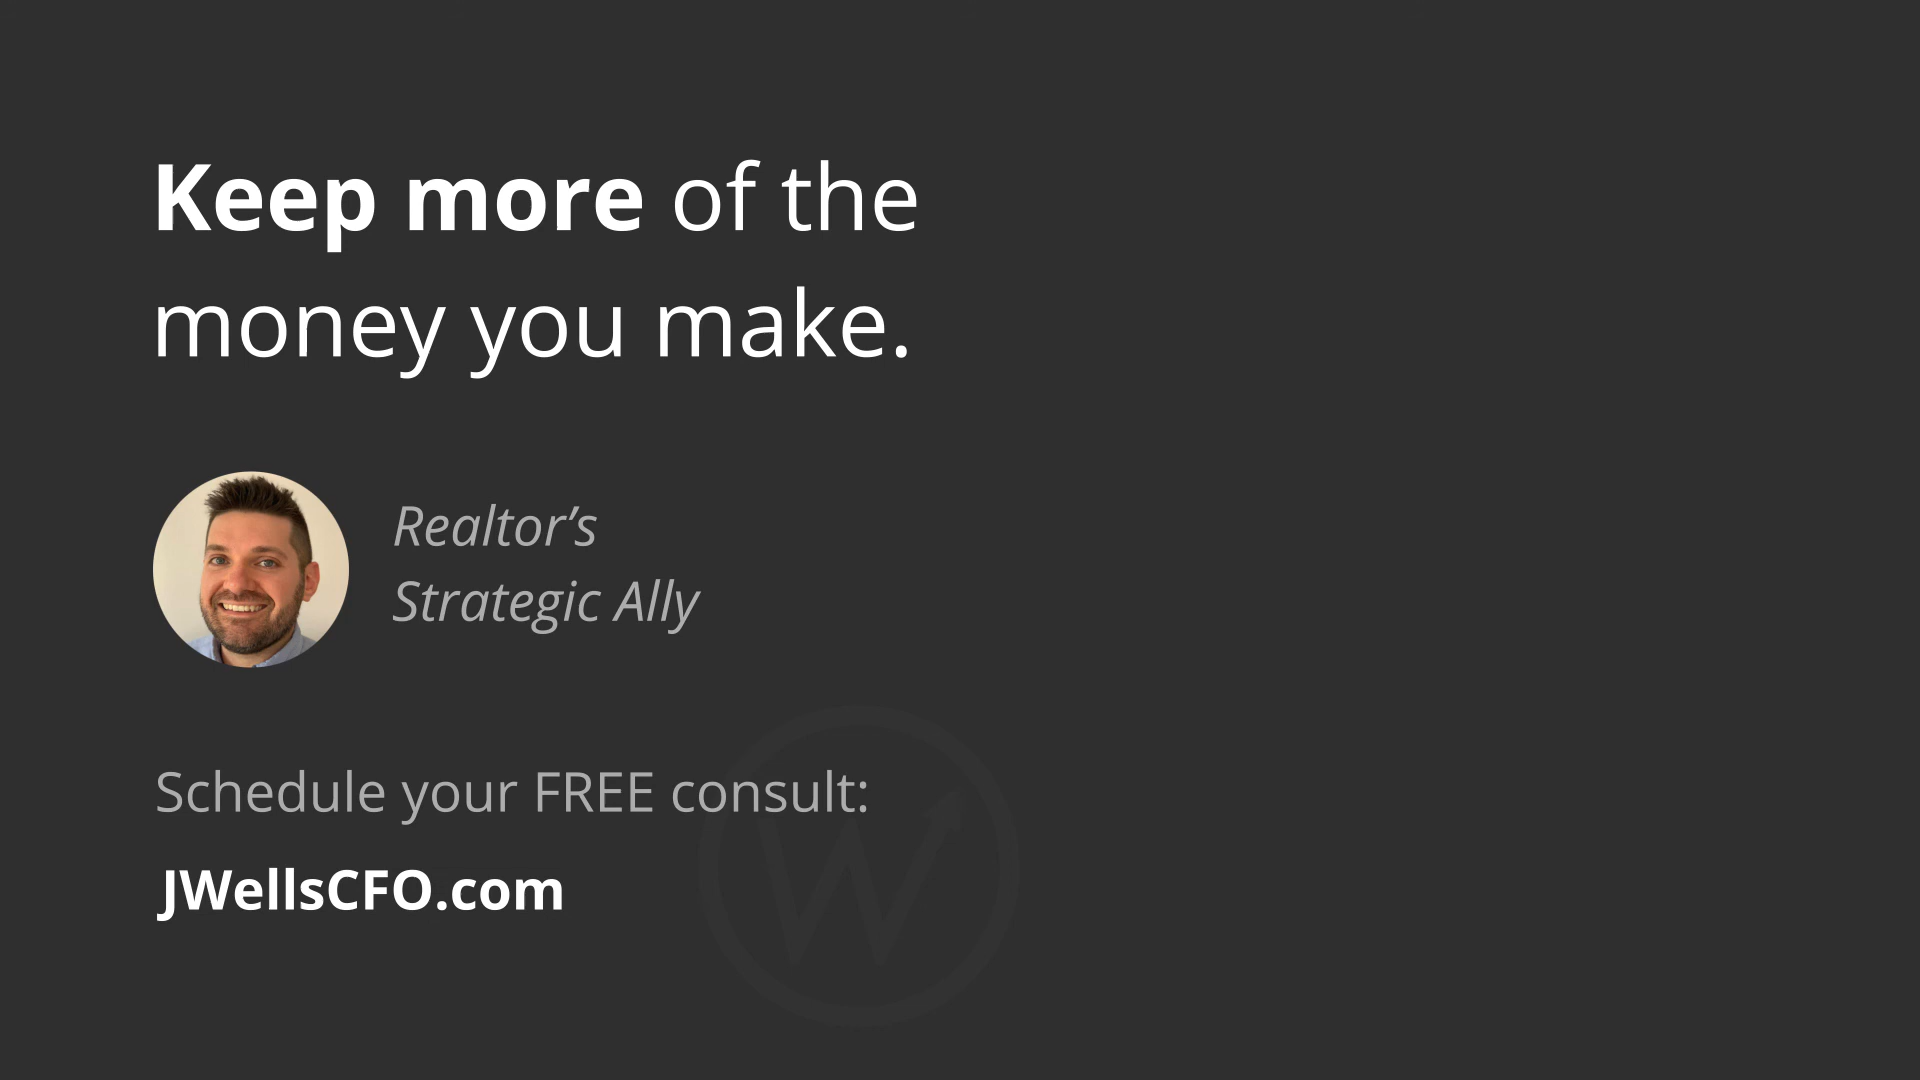 Keep more of the
money you make.
Realtor’s
Strategic Ally
Schedule your FREE consult:
JWellsCFO.com
W